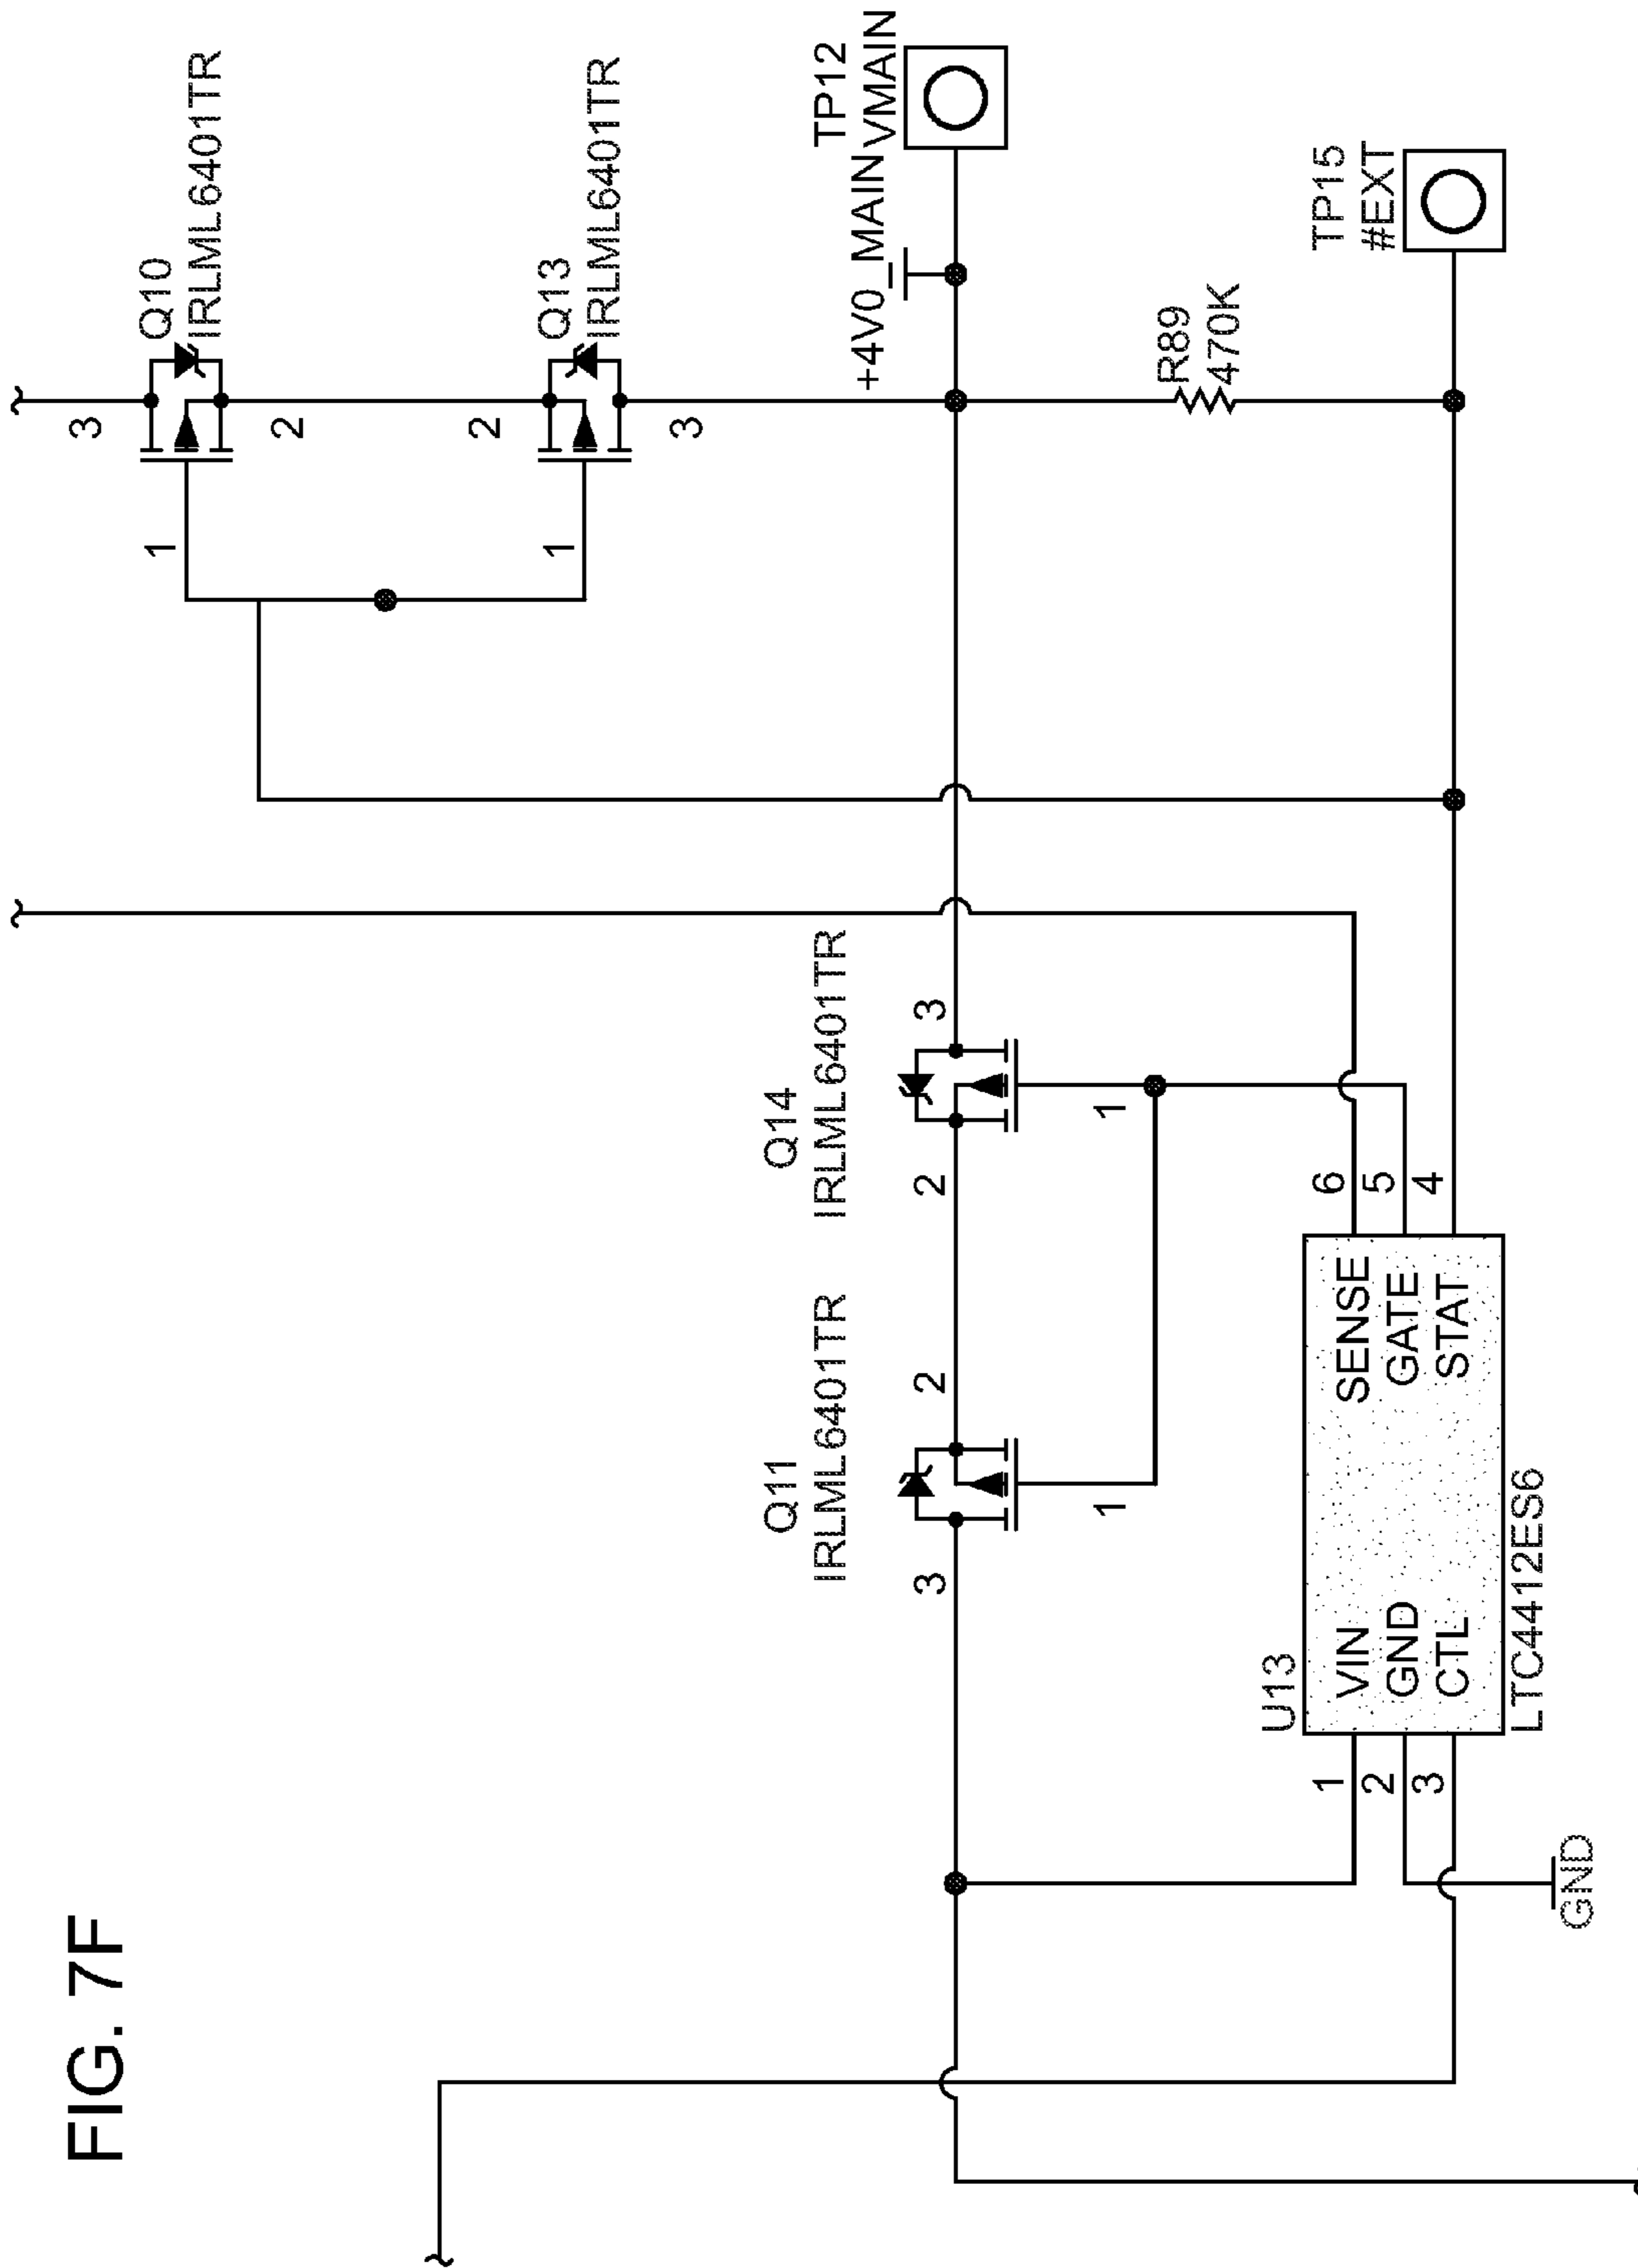 FIG. 7F
3
Q10
IRLML6401TR
1
2
2
Q13
IRLML6401TR
1
3
Q11
IRLML6401TR
3
2
1
Q14
IRLML6401TR
2
3
1
+4V0_MAIN
TP12
VMAIN
R89
470K
TP15
#EXT
U13
1
VIN
SENSE
6
2
GND
GATE
5
3
CTL
STAT
4
LTC4412ES6
GND